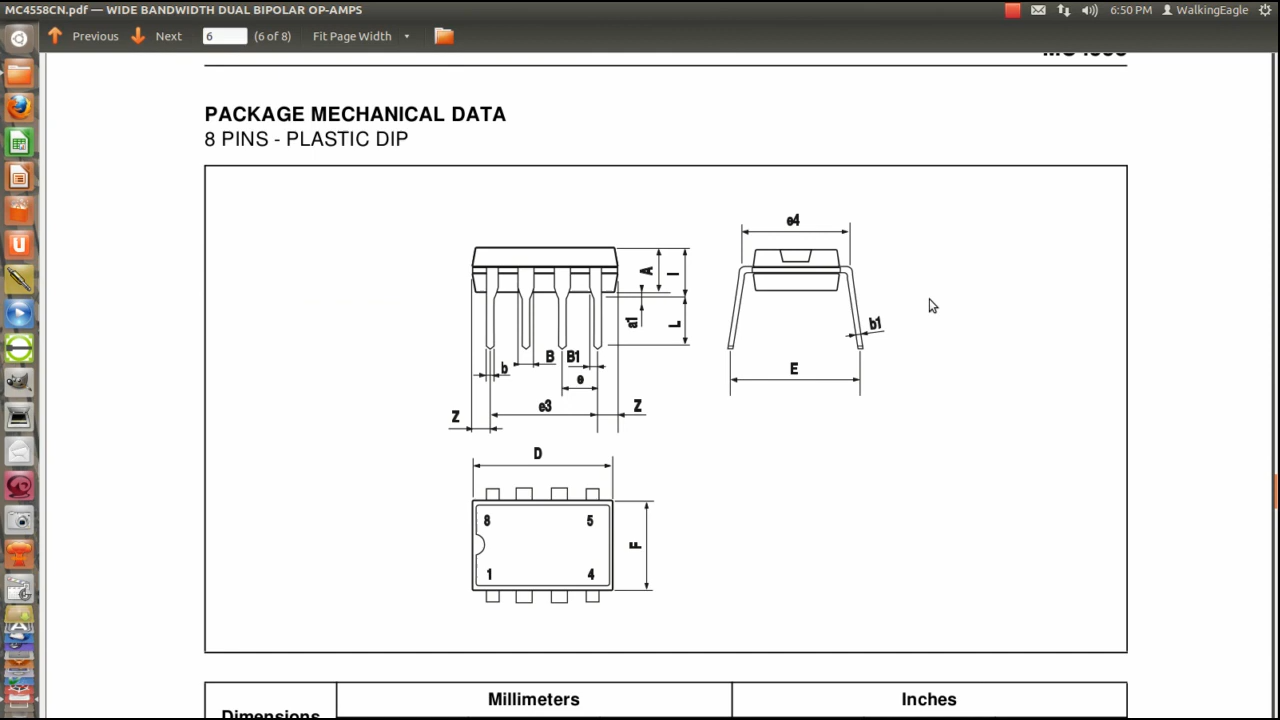 MC4558CN.pdf — WIDE BANDWIDTH DUAL BIPOLAR OP-AMPS
6:50 PM WalkingEagle
Previous Next 6 (6 of 8) Fit Page Width
PACKAGE MECHANICAL DATA
8 PINS - PLASTIC DIP
e4
A
I
a1
L
b1
b
B
B1
e
E
e3
Z
Z
D
8
5
F
1
4
Millimeters
Inches
Dimensions